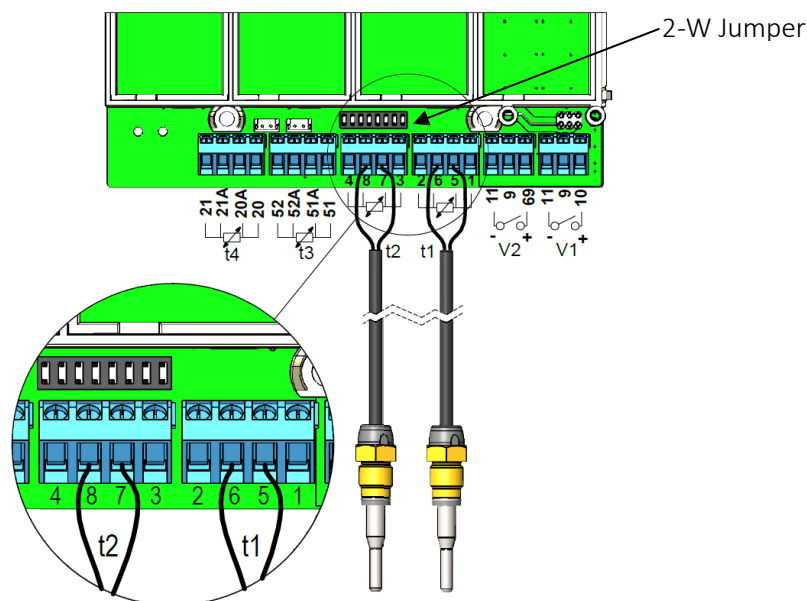 2-W Jumper
4 8 7 3 2 6 5 1
11 9 69 11 9 10
21 21A 20A 20 52 52A 51A 51
- + - +
t4 t3 t2 t1 V2 V1
4 8 7 3 2 6 5 1
t2 t1